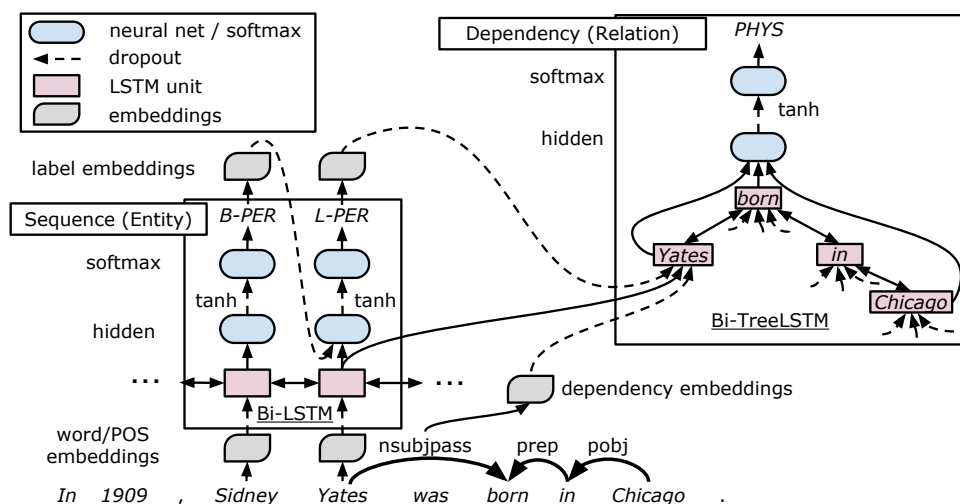 neural net / softmax
dropout
LSTM unit
embeddings
label embeddings
Sequence (Entity)
B-PER L-PER
softmax
tanh tanh
hidden
... ...
Bi-LSTM
word/POS
embeddings
Dependency (Relation)
PHYS
softmax
tanh
hidden
born
Yates in
Chicago
Bi-TreeLSTM
dependency embeddings
nsubjpass prep pobj
In 1909 , Sidney Yates was born in Chicago .